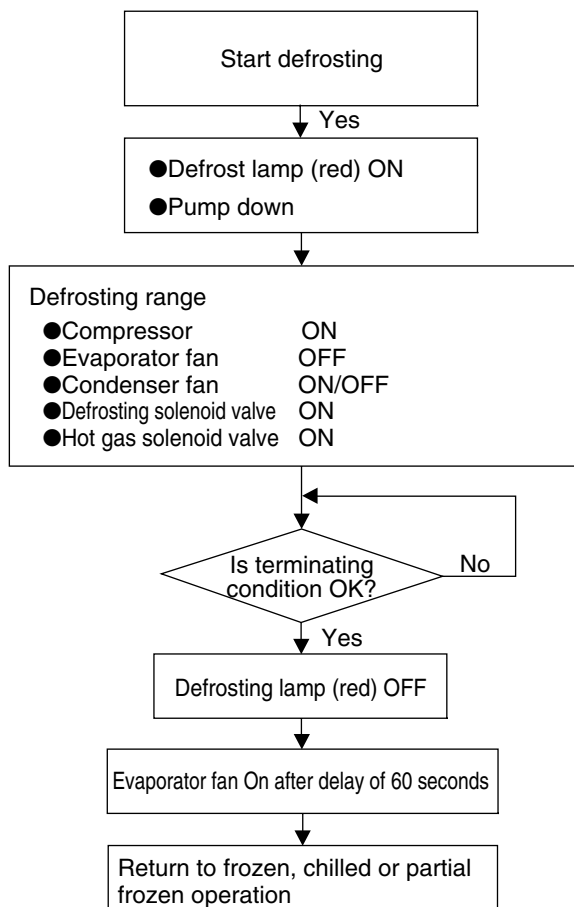 Start defrosting
Yes
●Defrost lamp (red) ON
●Pump down
Defrosting range
●Compressor ON
●Evaporator fan OFF
●Condenser fan ON/OFF
●Defrosting solenoid valve ON
●Hot gas solenoid valve ON
Is terminating
condition OK?
No
Yes
Defrosting lamp (red) OFF
Evaporator fan On after delay of 60 seconds
Return to frozen, chilled or partial
frozen operation